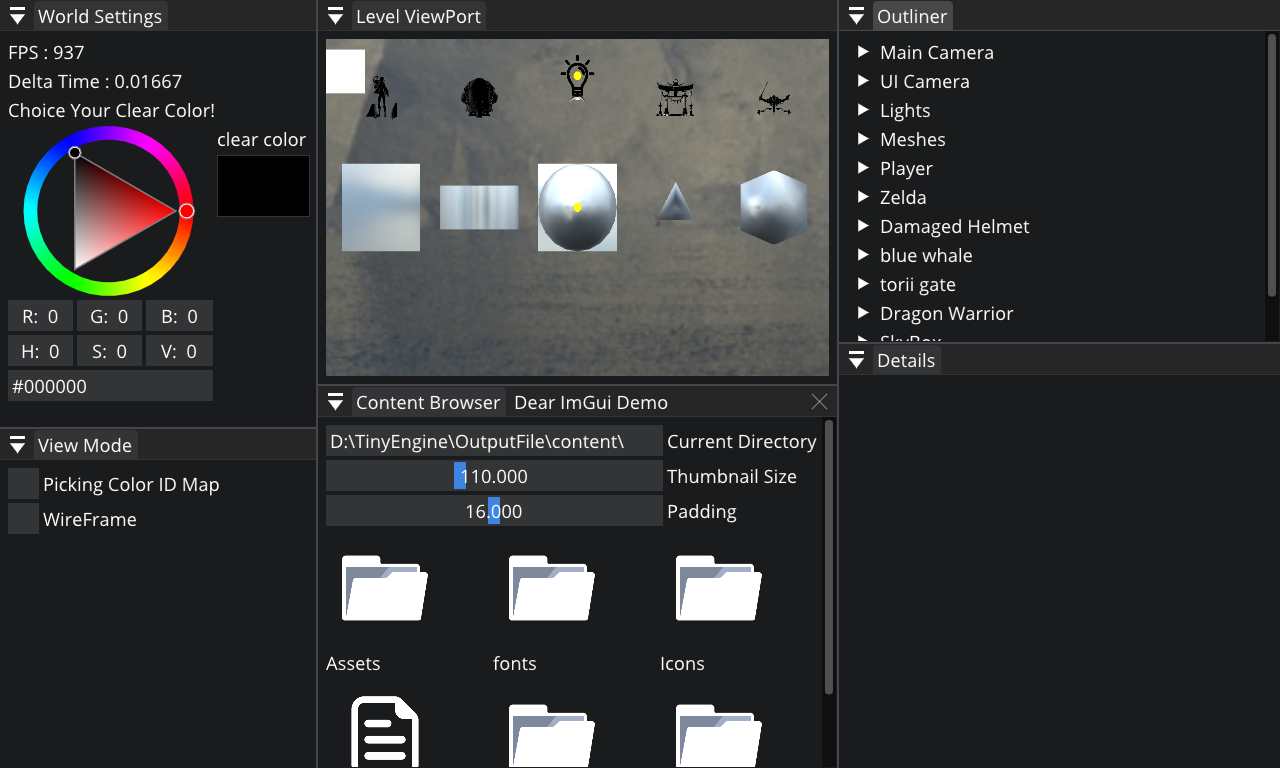 World Settings
FPS : 937
Delta Time : 0.01667
Choice Your Clear Color!
clear color
R: 0
G: 0
B: 0
H: 0
S: 0
V: 0
#000000
View Mode
Picking Color ID Map
WireFrame
Level ViewPort
Content Browser
Dear ImGui Demo
D:\TinyEngine\OutputFile\content\
Current Directory
110.000
Thumbnail Size
16.000
Padding
Assets
fonts
Icons
Outliner
Main Camera
UI Camera
Lights
Meshes
Player
Zelda
Damaged Helmet
blue whale
torii gate
Dragon Warrior
SkyBox
Details